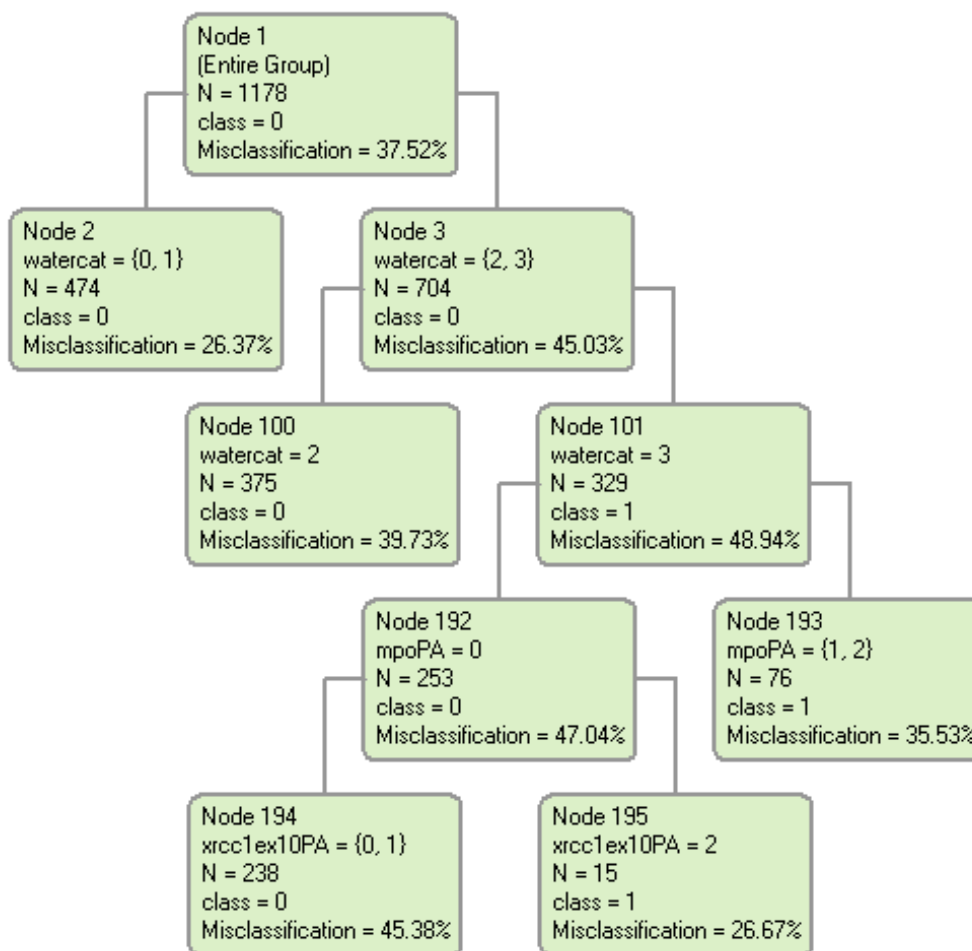 Node 1
(Entire Group)
N = 1178
class = 0
Misclassification = 37.52%
Node 2
watercat = {0, 1}
N = 474
class = 0
Misclassification = 26.37%
Node 3
watercat = {2, 3}
N = 704
class = 0
Misclassification = 45.03%
Node 100
watercat = 2
N = 375
class = 0
Misclassification = 39.73%
Node 101
watercat = 3
N = 329
class = 1
Misclassification = 48.94%
Node 192
mpoPA = 0
N = 253
class = 0
Misclassification = 47.04%
Node 193
mpoPA = {1, 2}
N = 76
class = 1
Misclassification = 35.53%
Node 194
xrcc1ex10PA = {0, 1}
N = 238
class = 0
Misclassification = 45.38%
Node 195
xrcc1ex10PA = 2
N = 15
class = 1
Misclassification = 26.67%